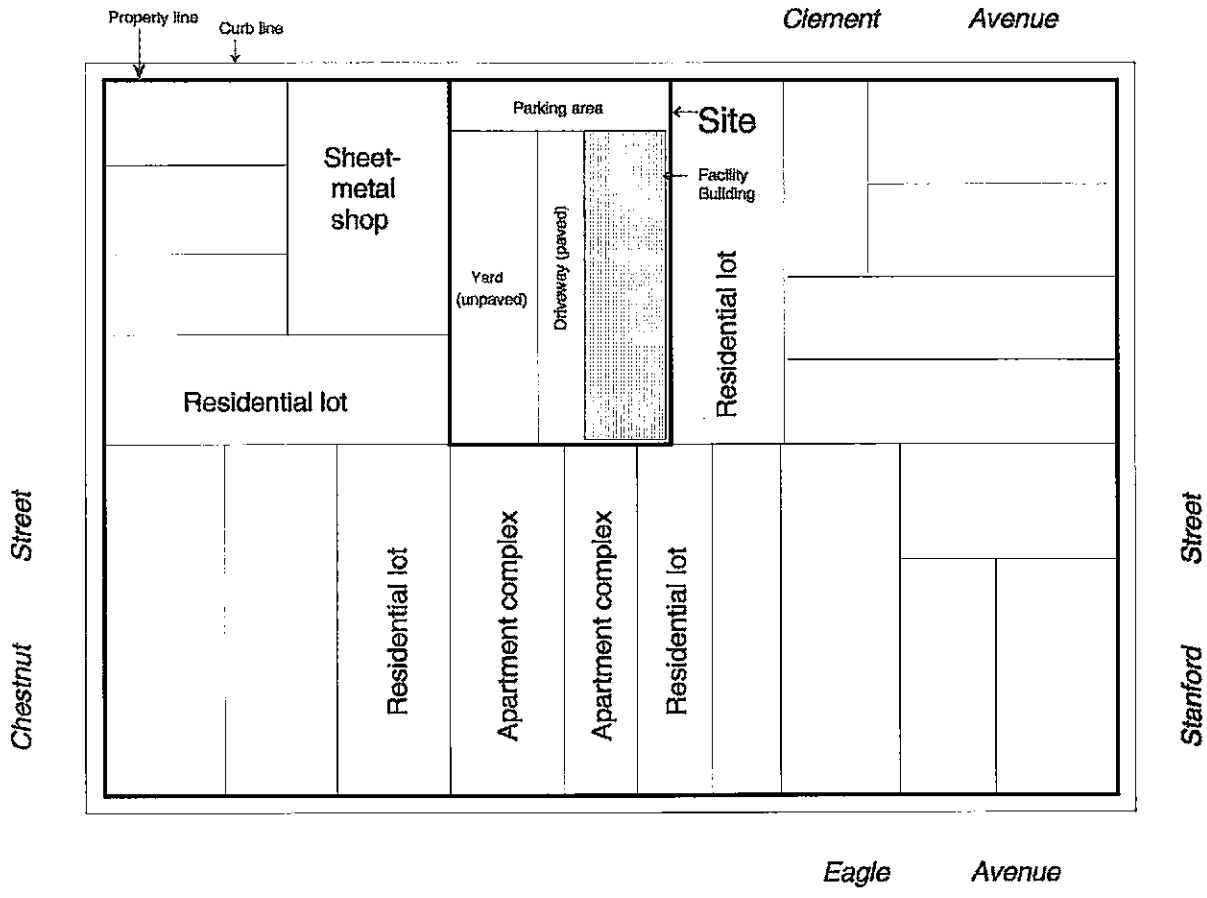 Property line
Curb line
Clement Avenue
Parking area
Site
Sheet-
metal
shop
Facility
Building
Yard
(unpaved)
Driveway (paved)
Residential lot
Residential lot
Chestnut Street
Residential lot
Apartment complex
Apartment complex
Residential lot
Stanford Street
Eagle Avenue